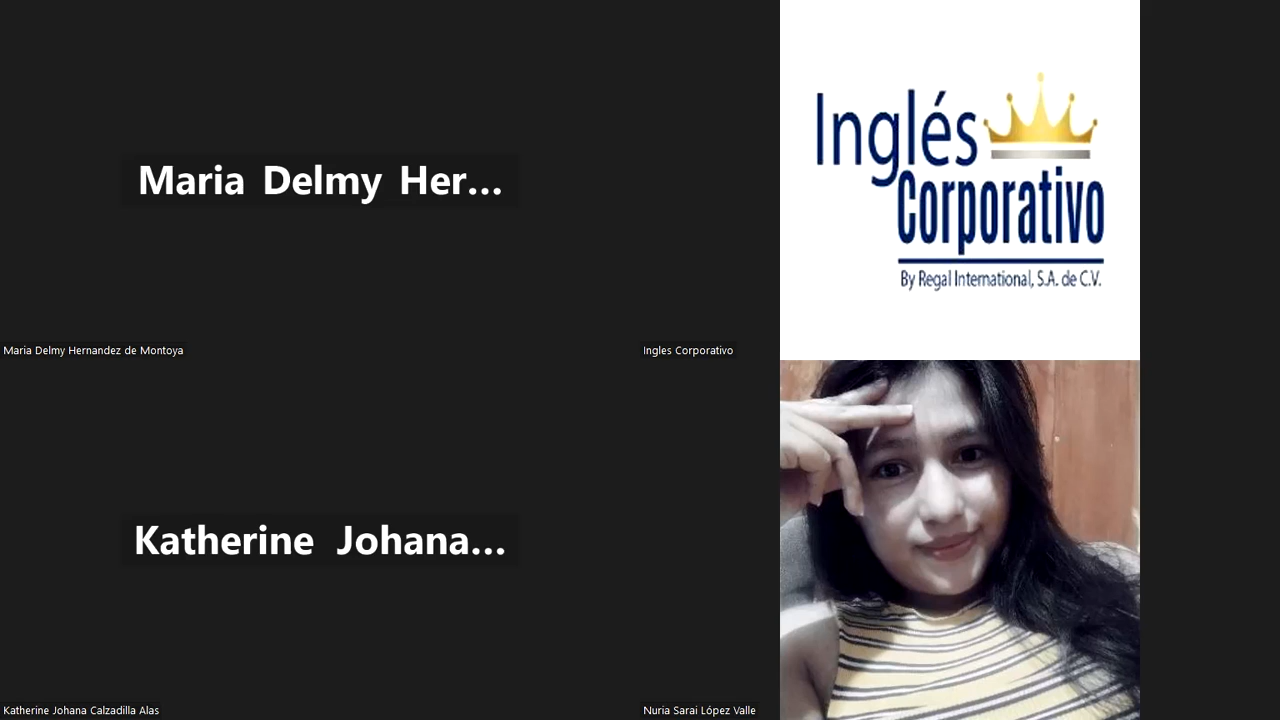 Maria Delmy Her...
Maria Delmy Hernandez de Montoya
Inglés
Corporativo
By Regal International, S.A. de C.V.
Ingles Corporativo
Katherine Johana...
Katherine Johana Calzadilla Alas
Nuria Sarai López Valle